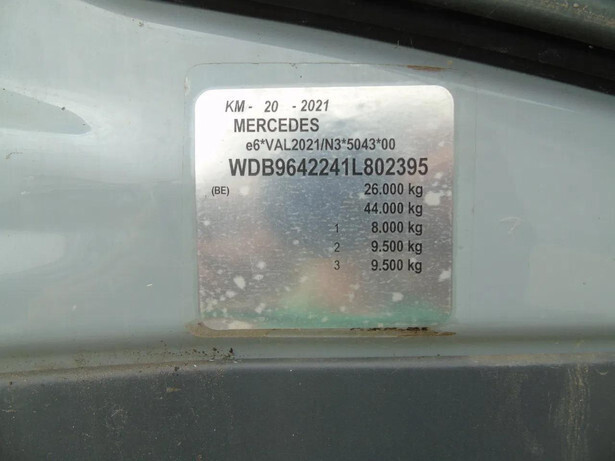 KM - 20 - 2021
MERCEDES
e6*VAL2021/N3*5043*00
WDB9642241L802395
(BE) 26.000 kg
44.000 kg
1 8.000 kg
2 9.500 kg
3 9.500 kg